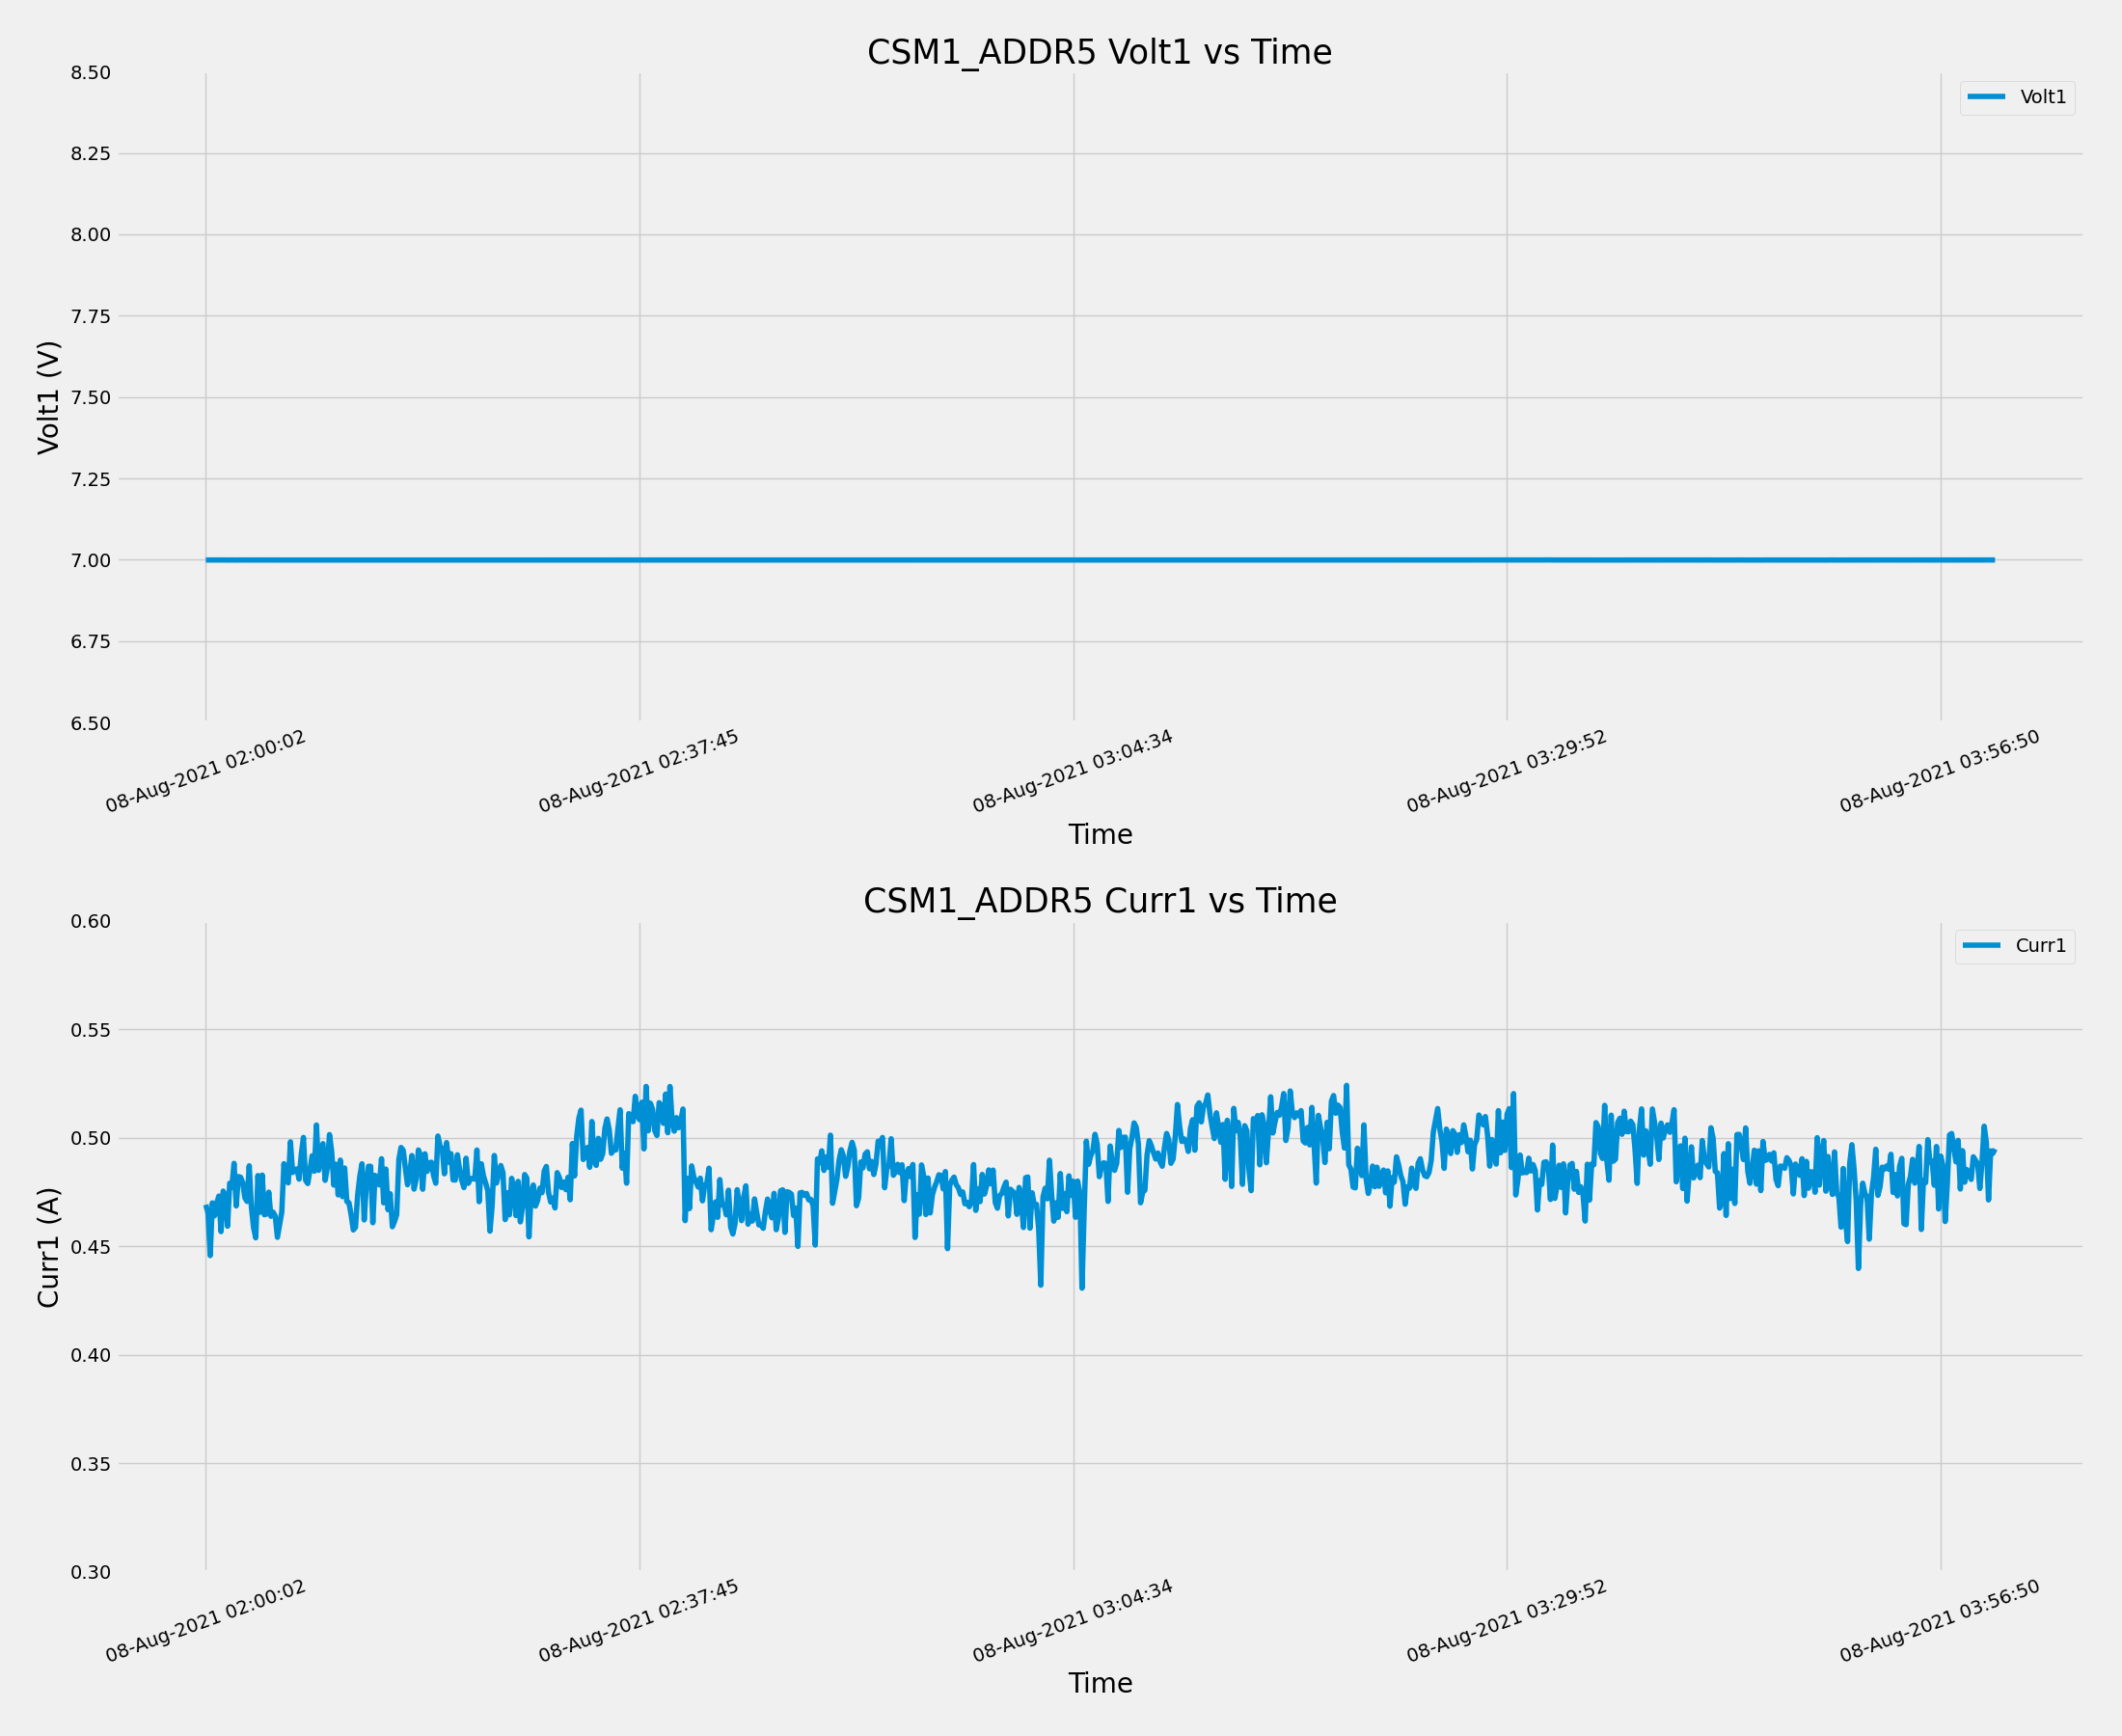 CSM1_ADDR5 Volt1 vs Time
8.50
8.25
8.00
7.75
7.50
7.25
7.00
6.75
6.50
Volt1 (V)
Volt1
08-Aug-2021 02:00:02
08-Aug-2021 02:37:45
08-Aug-2021 03:04:34
08-Aug-2021 03:29:52
08-Aug-2021 03:56:50
Time
CSM1_ADDR5 Curr1 vs Time
0.60
0.55
0.50
0.45
0.40
0.35
0.30
Curr1 (A)
Curr1
08-Aug-2021 02:00:02
08-Aug-2021 02:37:45
08-Aug-2021 03:04:34
08-Aug-2021 03:29:52
08-Aug-2021 03:56:50
Time